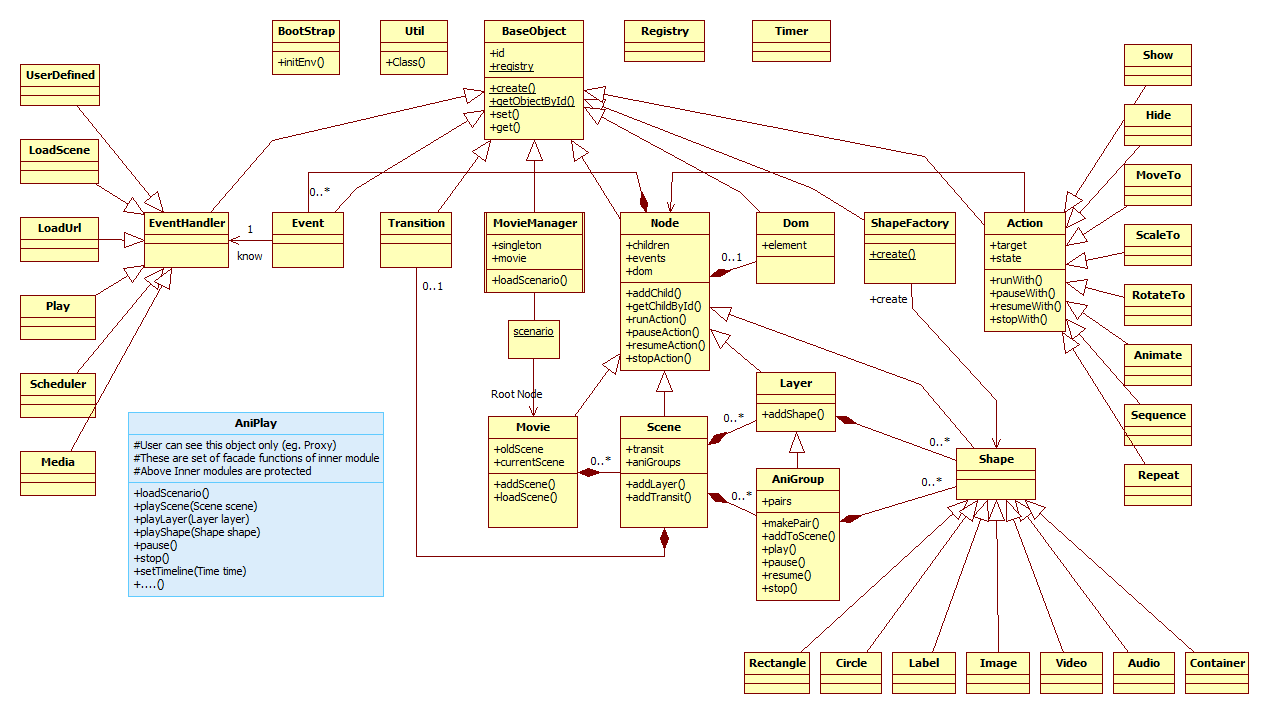 BootStrap
+initEnv()
Util
+Class()
BaseObject
+id
+registry
+create()
+getObjectById()
+set()
+get()
Registry
Timer
UserDefined
LoadScene
LoadUrl
Play
Scheduler
Media
EventHandler
1
know
0..*
Event
Transition
0..1
MovieManager
+singleton
+movie
+loadScenario()
scenario
Root Node
Node
+children
+events
+dom
+addChild()
+getChildById()
+runAction()
+pauseAction()
+resumeAction()
+stopAction()
0..1
Dom
+element
ShapeFactory
+create()
+create
Action
+target
+state
+runWith()
+pauseWith()
+resumeWith()
+stopWith()
Show
Hide
MoveTo
ScaleTo
RotateTo
Animate
Sequence
Repeat
AniPlay
#User can see this object only (eg. Proxy)
#These are set of facade functions of inner module
#Above Inner modules are protected
+loadScenario()
+playScene(Scene scene)
+playLayer(Layer layer)
+playShape(Shape shape)
+pause()
+stop()
+setTimeline(Time time)
+....()
Movie
+oldScene
+currentScene
+addScene()
+loadScene()
0..*
Scene
+transit
+aniGroups
+addLayer()
+addTransit()
0..*
0..*
Layer
+addShape()
0..*
AniGroup
+pairs
+makePair()
+addToScene()
+play()
+pause()
+resume()
+stop()
0..*
Shape
Rectangle
Circle
Label
Image
Video
Audio
Container